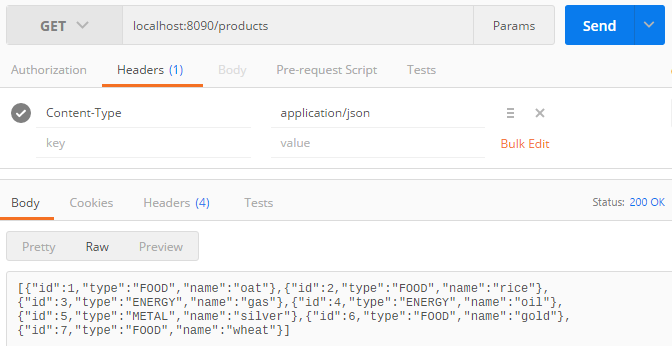 GET localhost:8090/products Params Send
Authorization Headers (1) Body Pre-request Script Tests
Content-Type application/json
key value Bulk Edit
Body Cookies Headers (4) Tests Status: 200 OK
Pretty Raw Preview
[{"id":1,"type":"FOOD","name":"oat"},{"id":2,"type":"FOOD","name":"rice"},
{"id":3,"type":"ENERGY","name":"gas"},{"id":4,"type":"ENERGY","name":"oil"},
{"id":5,"type":"METAL","name":"silver"},{"id":6,"type":"FOOD","name":"gold"},
{"id":7,"type":"FOOD","name":"wheat"}]